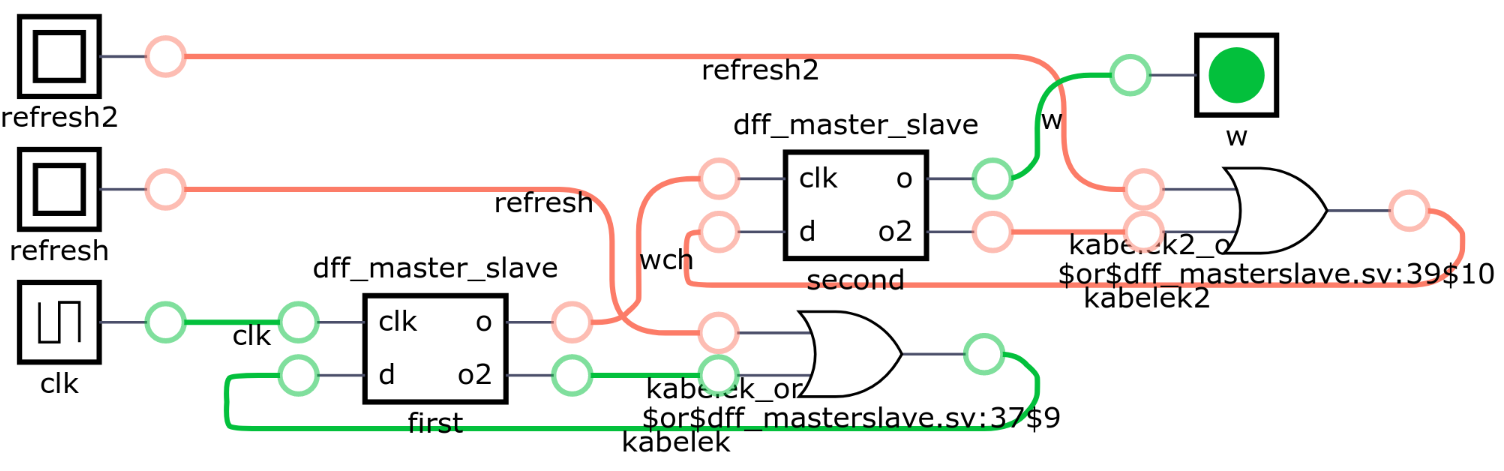 refresh2
refresh2
w
w
dff_master_slave
clk
o
d
o2
second
refresh
refresh
wch
kabelek2_o
$or$dff_masterslave.sv:39$10
kabelek2
dff_master_slave
clk
o
d
o2
first
clk
clk
kabelek_or
$or$dff_masterslave.sv:37$9
kabelek